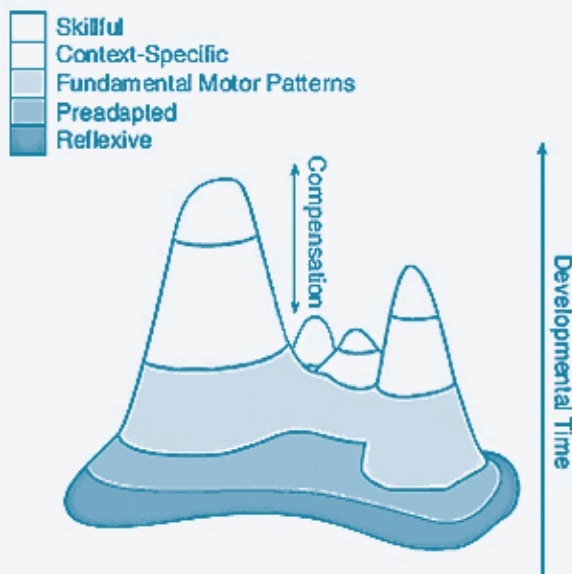 Skillful
Context-Specific
Fundamental Motor Patterns
Preadapted
Reflexive
Compensation
Developmental Time